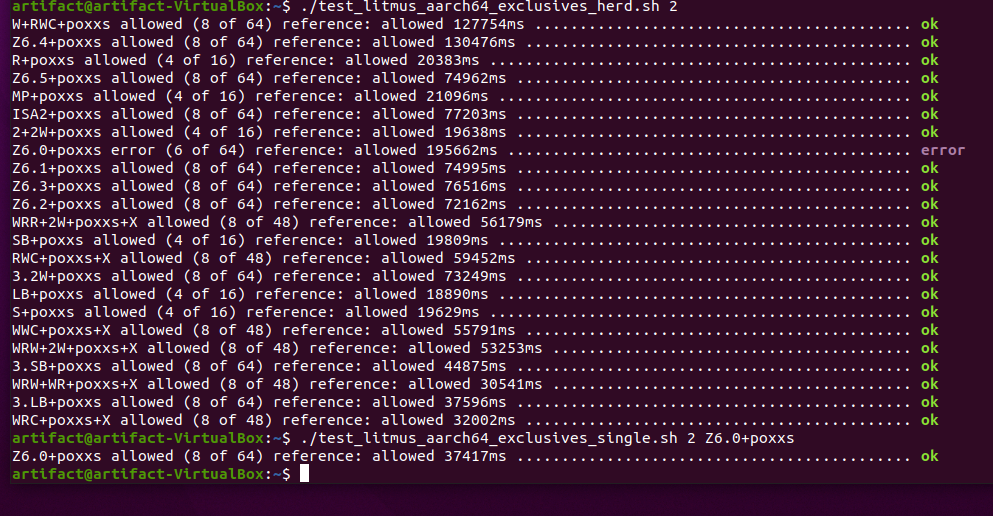 artifact@artifact-VirtualBox:~$ ./test_litmus_aarch64_exclusives_herd.sh 2
W+RWC+poxxs allowed (8 of 64) reference: allowed 127754ms ........................................... ok
Z6.4+poxxs allowed (8 of 64) reference: allowed 130476ms ............................................ ok
R+poxxs allowed (4 of 16) reference: allowed 20383ms ................................................ ok
Z6.5+poxxs allowed (8 of 64) reference: allowed 74962ms ............................................. ok
MP+poxxs allowed (4 of 16) reference: allowed 21096ms ............................................... ok
ISA2+poxxs allowed (8 of 64) reference: allowed 77203ms ............................................. ok
2+2W+poxxs allowed (4 of 16) reference: allowed 19638ms ............................................. ok
Z6.0+poxxs error (6 of 64) reference: allowed 195662ms .............................................. error
Z6.1+poxxs allowed (8 of 64) reference: allowed 74995ms ............................................. ok
Z6.3+poxxs allowed (8 of 64) reference: allowed 76516ms ............................................. ok
Z6.2+poxxs allowed (8 of 64) reference: allowed 72162ms ............................................. ok
WRR+2W+poxxs+X allowed (8 of 48) reference: allowed 56179ms ......................................... ok
SB+poxxs allowed (4 of 16) reference: allowed 19809ms ............................................... ok
RWC+poxxs+X allowed (8 of 48) reference: allowed 59452ms ............................................ ok
3.2W+poxxs allowed (8 of 64) reference: allowed 73249ms ............................................. ok
LB+poxxs allowed (4 of 16) reference: allowed 18890ms ............................................... ok
S+poxxs allowed (4 of 16) reference: allowed 19629ms ................................................ ok
WWC+poxxs+X allowed (8 of 48) reference: allowed 55791ms ............................................ ok
WRW+2W+poxxs+X allowed (8 of 48) reference: allowed 53253ms ......................................... ok
3.SB+poxxs allowed (8 of 64) reference: allowed 44875ms ............................................. ok
WRW+WR+poxxs+X allowed (8 of 48) reference: allowed 30541ms ......................................... ok
3.LB+poxxs allowed (8 of 64) reference: allowed 37596ms ............................................. ok
WRC+poxxs+X allowed (8 of 48) reference: allowed 32002ms ............................................ ok
artifact@artifact-VirtualBox:~$ ./test_litmus_aarch64_exclusives_single.sh 2 Z6.0+poxxs
Z6.0+poxxs allowed (8 of 64) reference: allowed 37417ms ............................................. ok
artifact@artifact-VirtualBox:~$